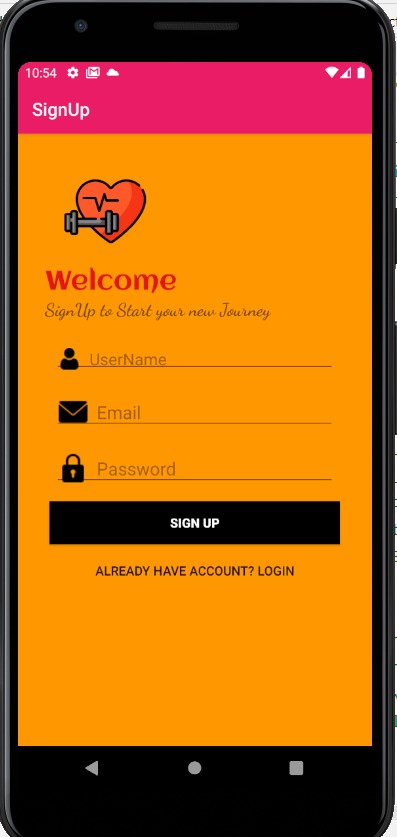 10:54
SignUp
Welcome
SignUp to Start your new Journey
UserName
Email
Password
SIGN UP
ALREADY HAVE ACCOUNT? LOGIN